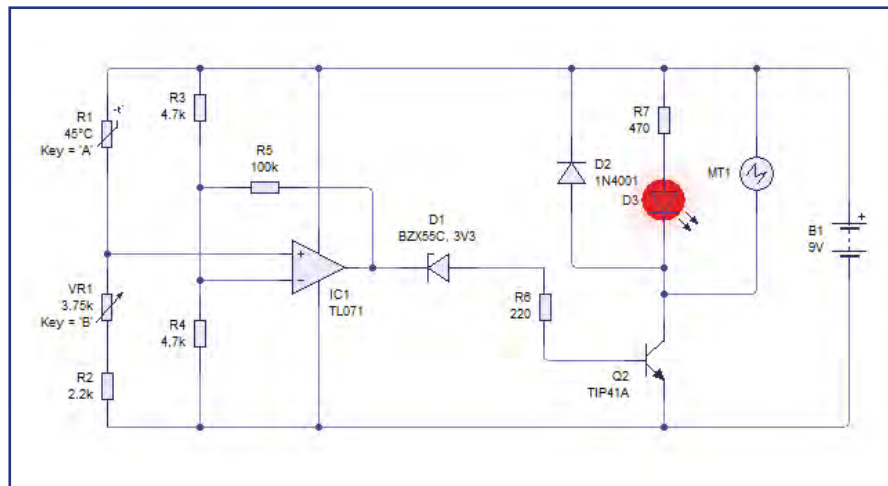 R1
45°C
Key = 'A'
-t°
R3
4.7k
R5
100k
VR1
3.75k
Key = 'B'
R2
2.2k
R4
4,7k
+
−
IC1
TL071
D1
BZX55C, 3V3
R6
220
D2
1N4001
R7
470
D3
MT1
Q2
TIP41A
+
B1
9V